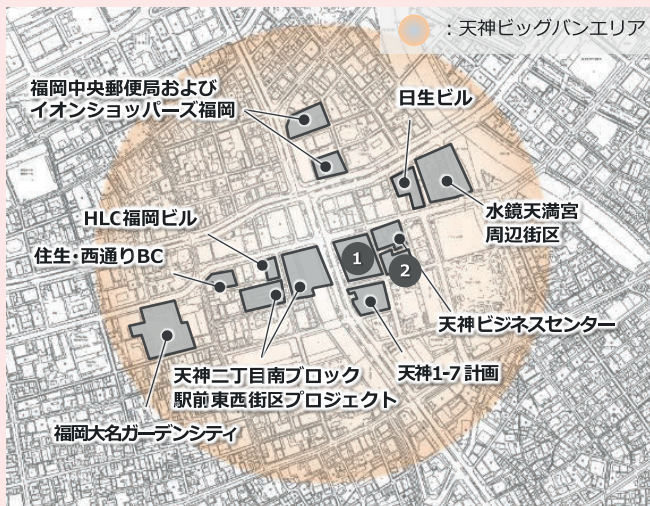 ：天神ビッグバンエリア
福岡中央郵便局および
イオンショッパーズ福岡
日生ビル
水鏡天満宮
周辺街区
HLC福岡ビル
住生・西通りBC
1
2
天神ビジネスセンター
天神二丁目南ブロック
駅前東西街区プロジェクト
天神1-7 計画
福岡大名ガーデンシティ